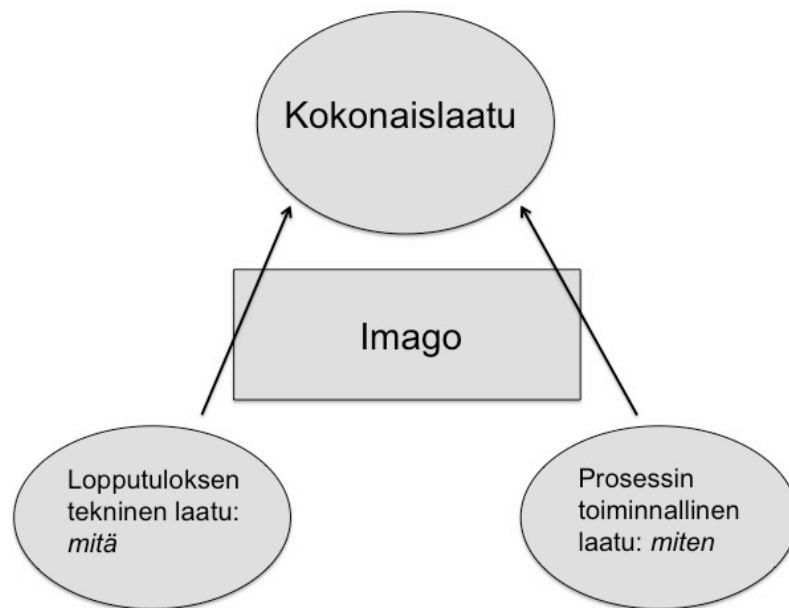 Kokonaislaatu
Imago
Lopputuloksen
tekninen laatu:
mitä
Prosessin
toiminnallinen
laatu: miten